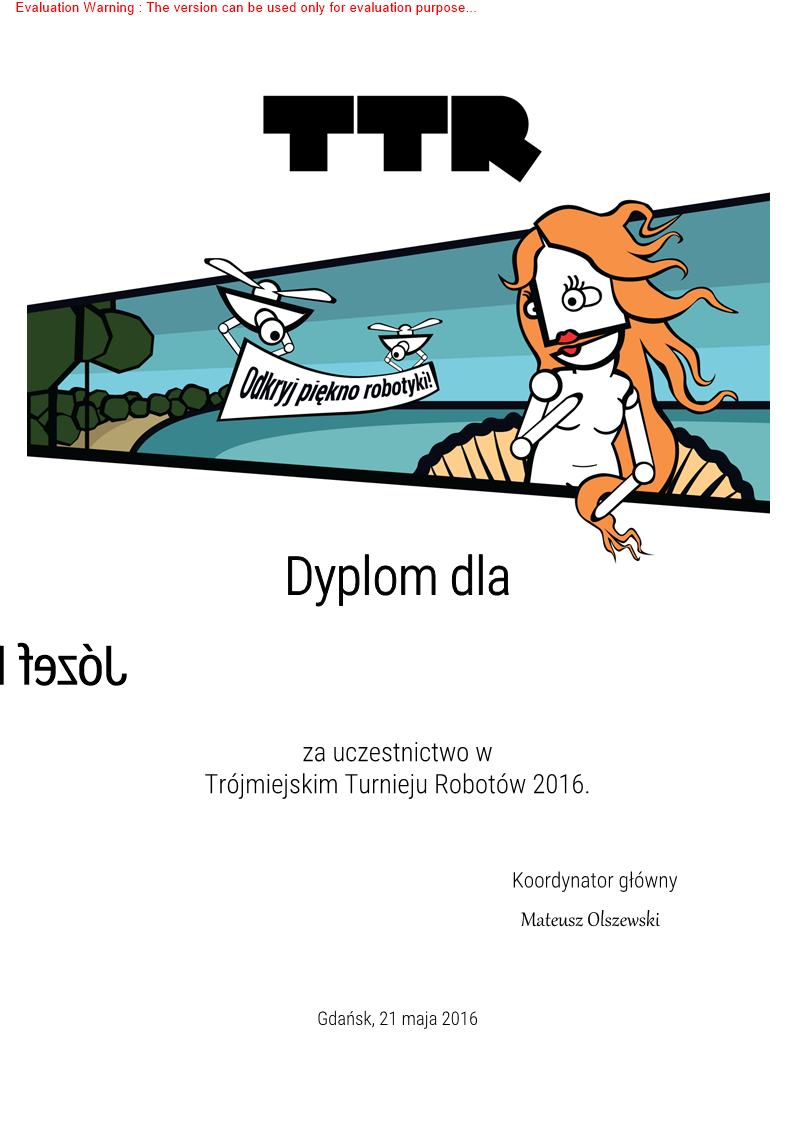 Evaluation Warning : The version can be used only for evaluation purpose...
TTR
Odkryj piękno robotyki!
Dyplom dla
Józef
za uczestnictwo w
Trójmiejskim Turnieju Robotów 2016.
Koordynator główny
Mateusz Olszewski
Gdańsk, 21 maja 2016